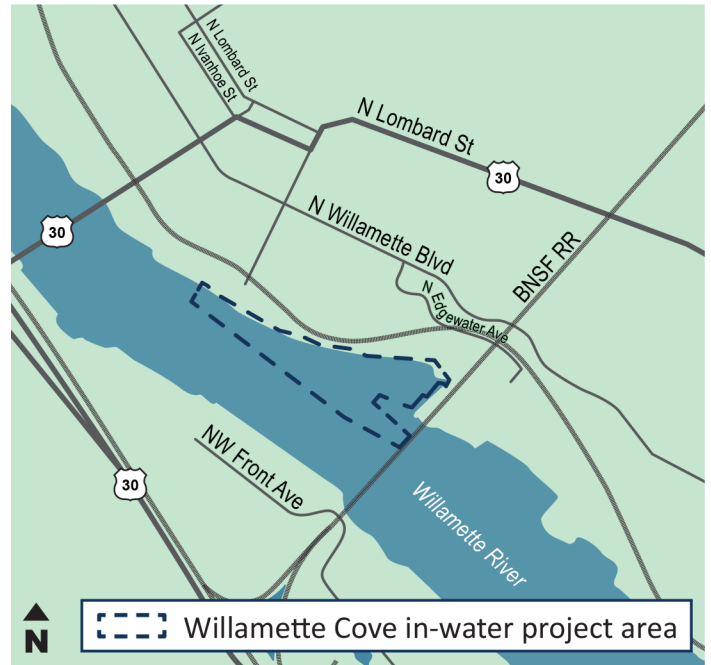 N Lombard St
N Ivanhoe St
N Lombard St
30
30
N Willamette Blvd
BNSF RR
N Edgewater Ave
NW Front Ave
30
Willamette River
N
Willamette Cove in-water project area